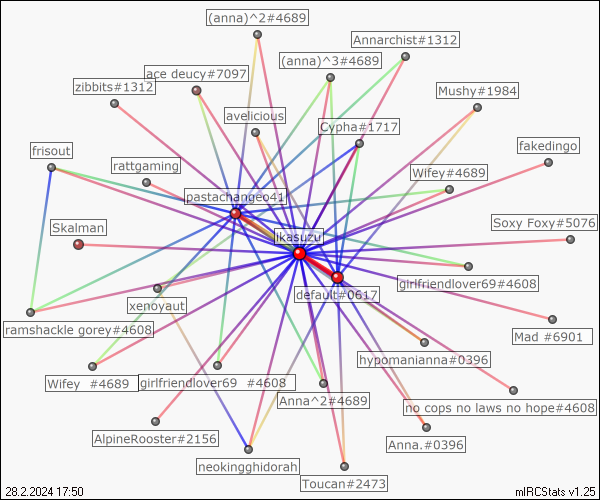 (anna)^2#4689
Annarchist#1312
(anna)^3#4689
ace deucy#7097
zibbits#1312
Mushy#1984
avelicious
Cypha#1717
frisout
fakedingo
rattgaming
Wifey#4689
pastachangeo41
Skalman
Soxy Foxy#5076
ikasuzu
girlfriendlover69#4608
default#0617
xenoyaut
ramshackle gorey#4608
Mad #6901
hypomanianna#0396
Wifey #4689
girlfriendlover69 #4608
Anna^2#4689
no cops no laws no hope#4608
AlpineRooster#2156
Anna.#0396
neokingghidorah
Toucan#2473
28.2.2024 17:50
mIRCStats v1.25